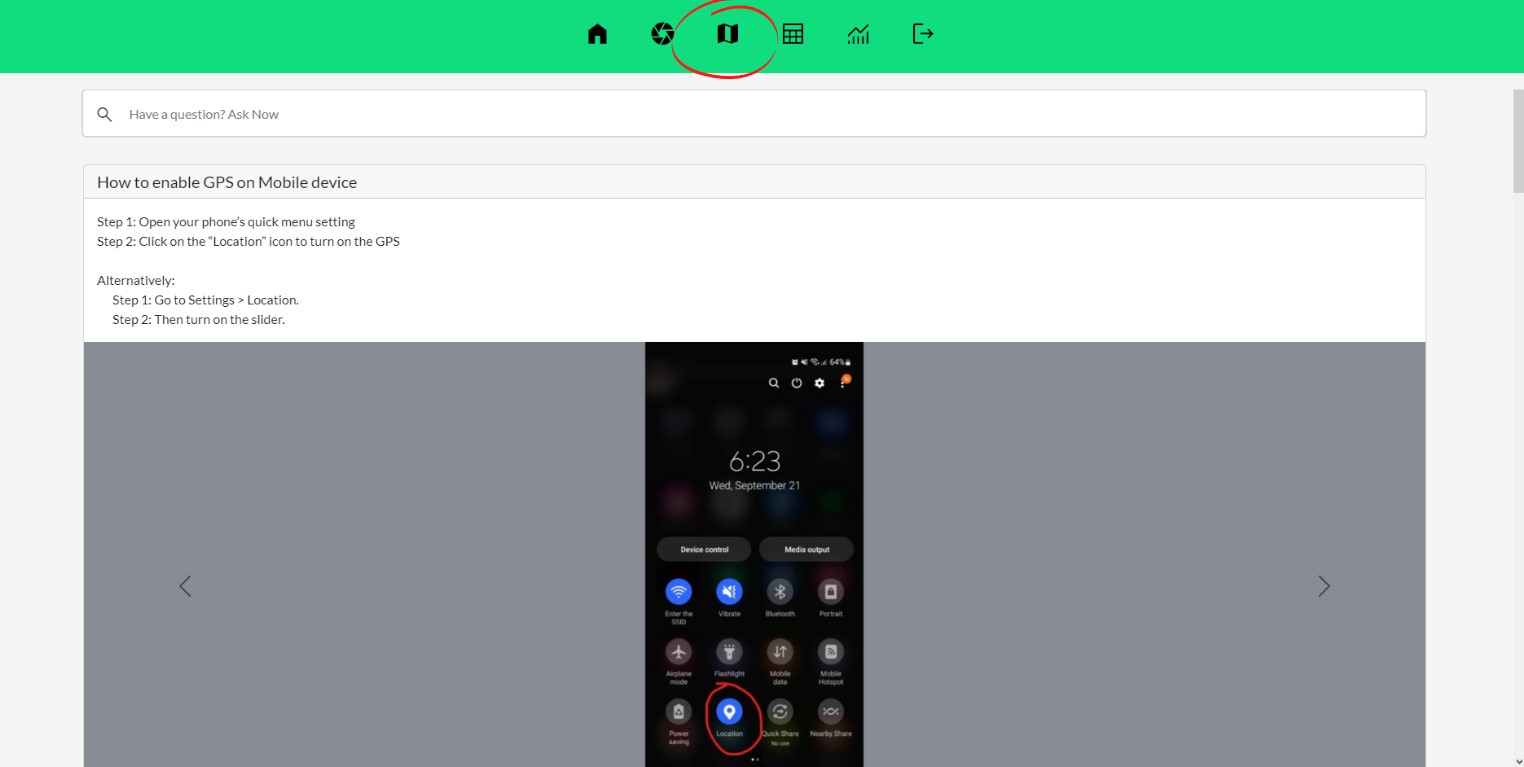 Have a question? Ask Now
How to enable GPS on Mobile device
Step 1: Open your phone’s quick menu setting
Step 2: Click on the “Location” icon to turn on the GPS
Alternatively:
Step 1: Go to Settings > Location.
Step 2: Then turn on the slider.
64%
N
6:23
Wed, September 21
Device control Media output
Enter the SSID
Vibrate
Bluetooth
Portrait
Airplane mode
Flashlight
Mobile data
Mobile Hotspot
Power saving
Location
Quick Share
No one
Nearby Share